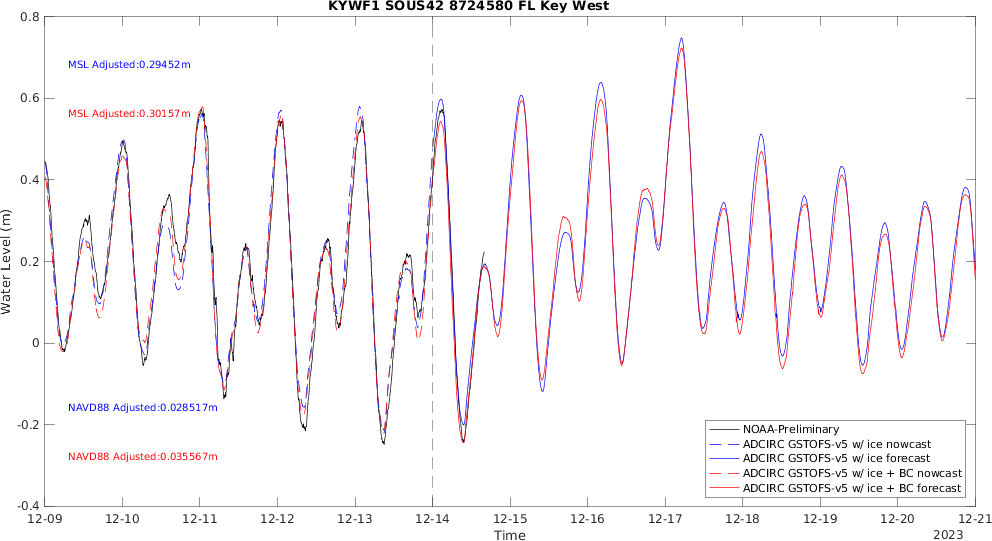 KYWF1 SOUS42 8724580 FL Key West
0.8
0.6
0.4
0.2
0
-0.2
-0.4
Water Level (m)
MSL Adjusted:0.29452m
MSL Adjusted:0.30157m
NAVD88 Adjusted:0.028517m
NAVD88 Adjusted:0.035567m
NOAA-Preliminary
ADCIRC GSTOFS-v5 w/ ice nowcast
ADCIRC GSTOFS-v5 w/ ice forecast
ADCIRC GSTOFS-v5 w/ ice + BC nowcast
ADCIRC GSTOFS-v5 w/ ice + BC forecast
12-09 12-10 12-11 12-12 12-13 12-14 12-15 12-16 12-17 12-18 12-19 12-20 12-21
Time
2023